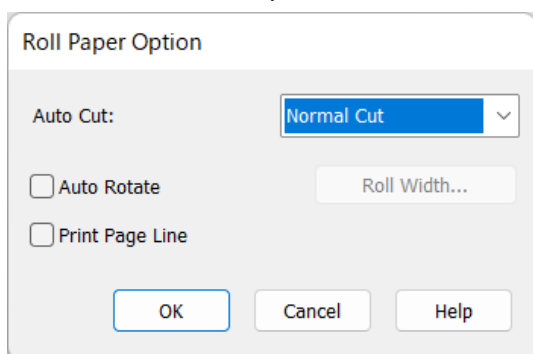 Roll Paper Option
Auto Cut: Normal Cut
Auto Rotate Roll Width...
Print Page Line
OK Cancel Help